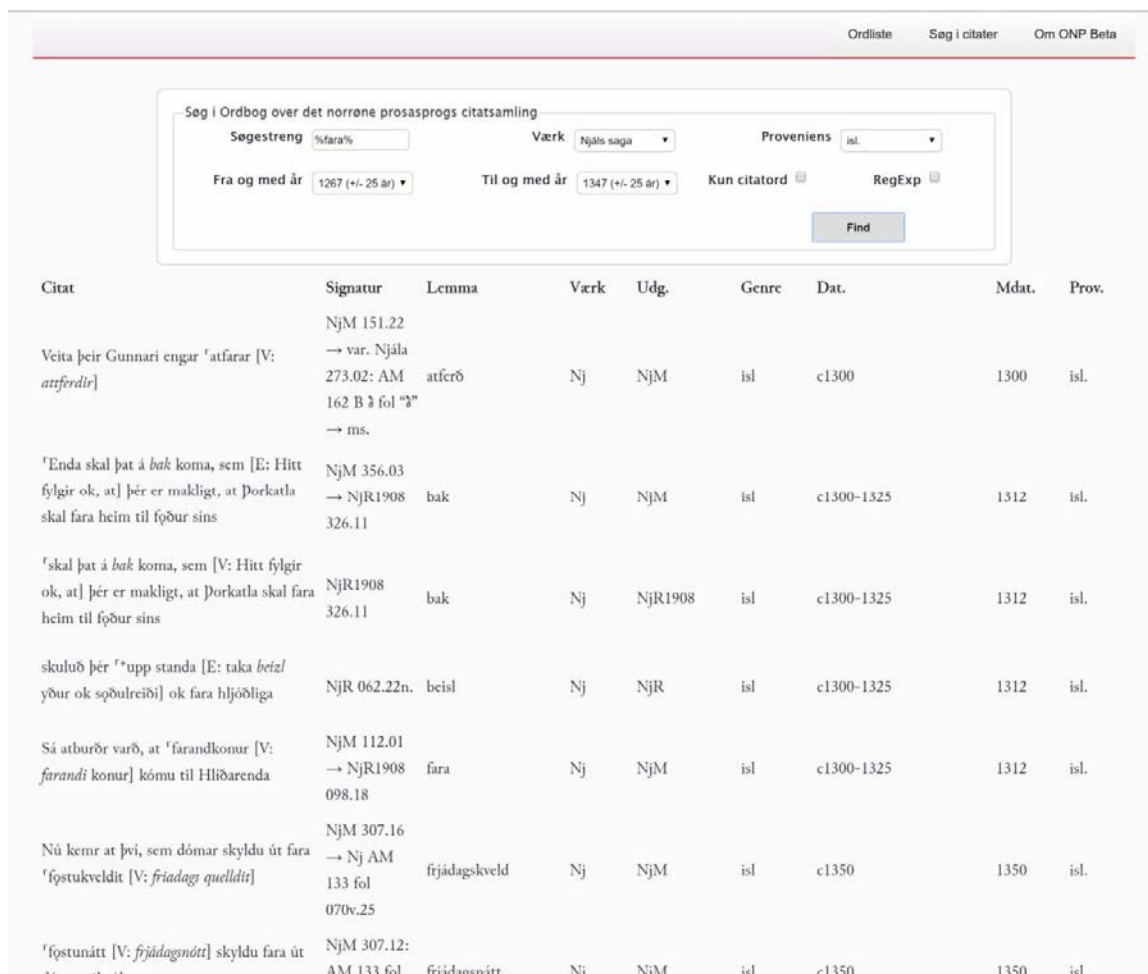 Ordliste Søg i citater Om ONP Beta
Søg i Ordbog over det norrøne prosasprogs citatsamling
Søgestreng %fara% Værk Njáls saga Proveniens isl.
Fra og med år 1267 (+/- 25 år) Til og med år 1347 (+/- 25 år) Kun citatord RegExp
Find
Citat Signatur Lemma Værk Udg. Genre Dat. Mdat. Prov.
NjM 151.22
Veita þeir Gunnari engar ⸢atfarar [V: → var. Njála
attferdir] 273.02: AM atferð Nj NjM isl c1300 1300 isl.
162 B fol
→ ms.
⸢Enda skal þat á bak koma, sem [E: Hitt NjM 356.03
fylgir ok, at] þér er makligt, at Þorkatla → NjR1908 bak Nj NjM isl c1300-1325 1312 isl.
skal fara heim til fǫður sins 326.11
⸢skal þat á bak koma, sem [V: Hitt fylgir
ok, at] þér er makligt, at Þorkatla skal fara NjR1908 bak Nj NjR1908 isl c1300-1325 1312 isl.
heim til fǫður sins 326.11
skuluð þér ⸢*upp standa [E: taka beizl
yður ok sǫðulreiði] ok fara hljóðliga NjR 062.22n. beisl Nj NjR isl c1300-1325 1312 isl.
Sá atburðr varð, at ⸢farandkonur [V: NjM 112.01
farandi konur] kómu til Hlíðarenda → NjR1908 fara Nj NjM isl c1300-1325 1312 isl.
098.18
NjM 307.16
Nú kemr at því, sem dómar skyldu út fara → Nj AM
⸢fǫstukveldit [V: friadags quelldit] 133 fol frjádagskveld Nj NjM isl c1350 1350 isl.
070v.25
⸢fǫstunátt [V: frjádagsnótt] skyldu fara út NjM 307.12:
AM 133 fol frjádagsnátt Nj NjM isl c1350 1350 isl.